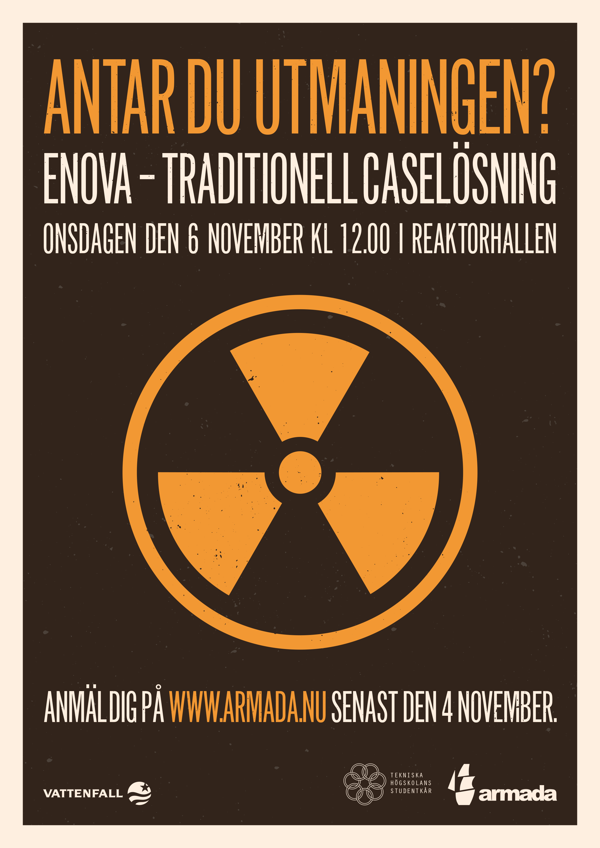 ANTAR DU UTMANINGEN?
ENOVA – TRADITIONELL CASELÖSNING
ONSDAGEN DEN 6 NOVEMBER KL 12.00 I REAKTORHALLEN
ANMÄL DIG PÅ WWW.ARMADA.NU SENAST DEN 4 NOVEMBER.
VATTENFALL
TEKNISKA
HÖGSKOLANS
STUDENTKÅR
armada